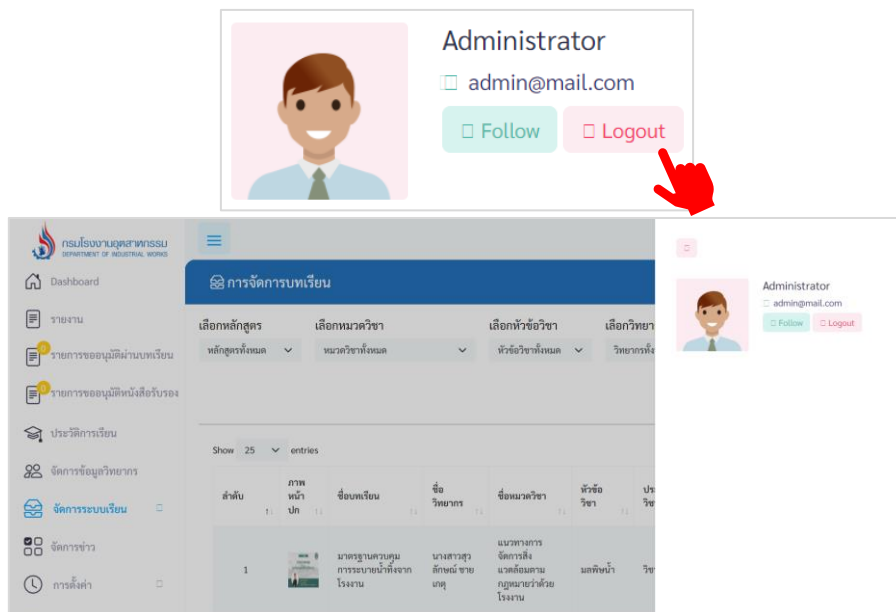 Administrator
admin@mail.com
Follow Logout
กรมโรงงานอุตสาหกรรม
DEPARTMENT OF INDUSTRIAL WORKS
Dashboard
รายงาน
0
รายการขออนุมัติผ่านบทเรียน
0
รายการขออนุมัติหนังสือรับรอง
ประวัติการเรียน
จัดการข้อมูลวิทยากร
จัดการระบบเรียน
จัดการข่าว
การตั้งค่า
การจัดการบทเรียน
เลือกหลักสูตร เลือกหมวดวิชา เลือกหัวข้อวิชา เลือกวิทยา
หลักสูตรทั้งหมด หมวดวิชาทั้งหมด หัวข้อวิชาทั้งหมด วิทยากรทั้ง
Show 25 entries
ลำดับ ภาพหน้าปก ชื่อบทเรียน ชื่อวิทยากร ชื่อหมวดวิชา หัวข้อวิชา
1 มาตรฐานควบคุมการระบายน้ำทิ้งจากโรงงาน นางสาวสุวลักษณ์ ชายเกตุ แนวทางการจัดการสิ่งแวดล้อมตามกฎหมายว่าด้วยโรงงาน มลพิษน้ำ
Administrator
admin@mail.com
Follow Logout